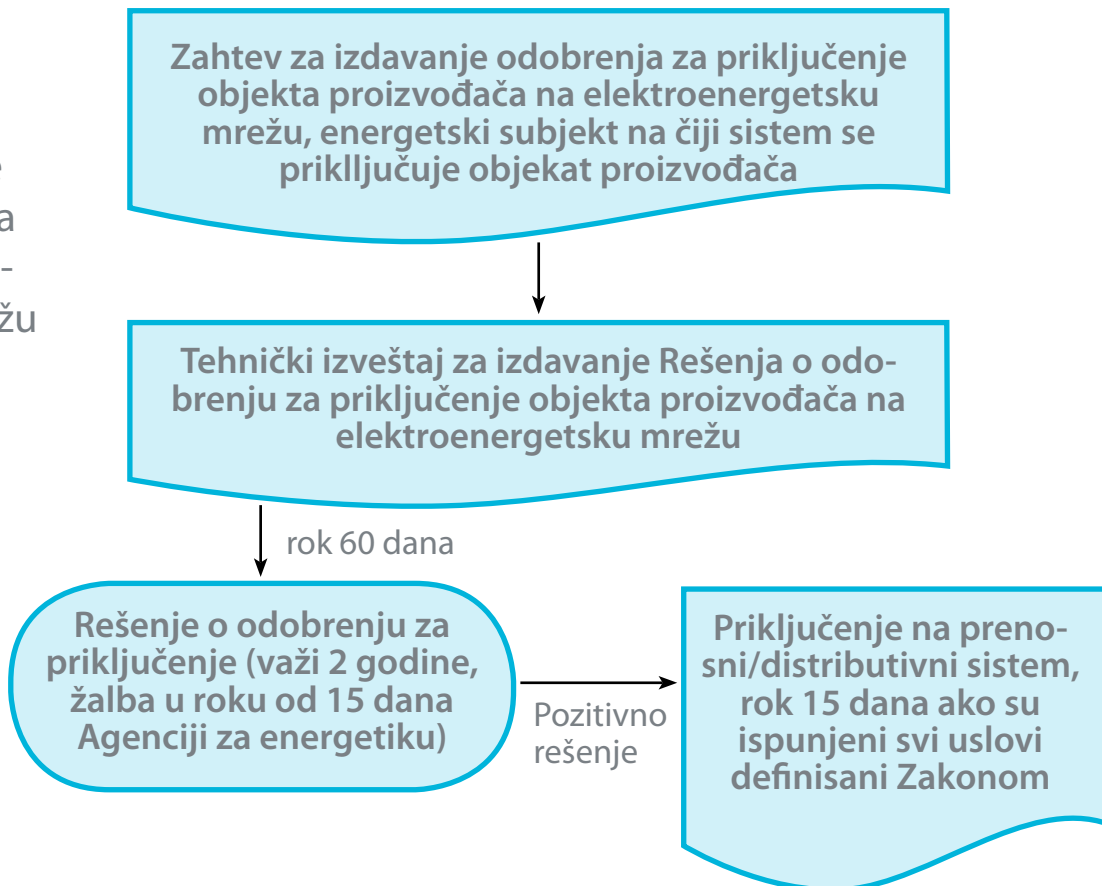 Zahtev za izdavanje odobrenja za priključenje
objekta proizvođača na elektroenergetsku
mrežu, energetski subjekt na čiji sistem se
priklljučuje objekat proizvođača
e
a
-
žu
Tehnički izveštaj za izdavanje Rešenja o odo-
brenju za priključenje objekta proizvođača na
elektroenergetsku mrežu
rok 60 dana
Rešenje o odobrenju za
priključenje (važi 2 godine,
žalba u roku od 15 dana
Agenciji za energetiku)
Pozitivno
rešenje
Priključenje na preno-
sni/distributivni sistem,
rok 15 dana ako su
ispunjeni svi uslovi
definisani Zakonom